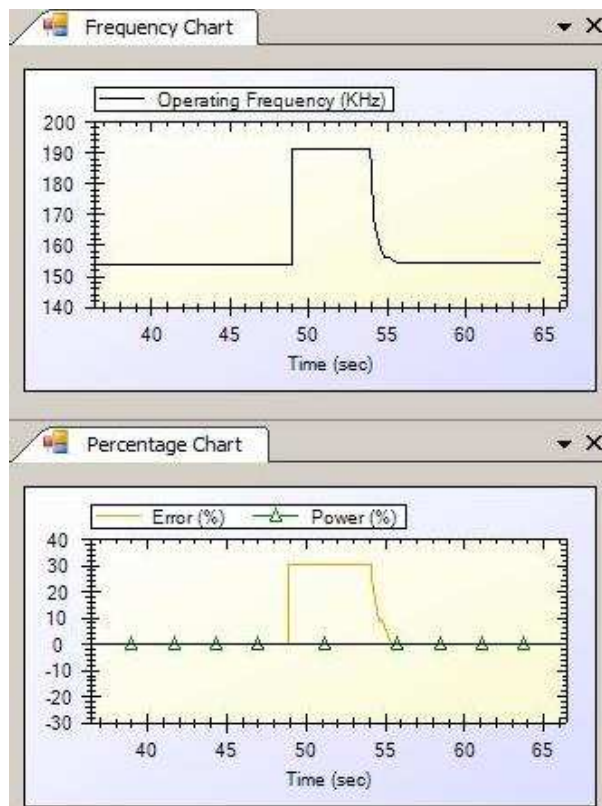 Frequency Chart
Operating Frequency (KHz)
200
190
180
170
160
150
140
40 45 50 55 60 65
Time (sec)
Percentage Chart
Error (%) Power (%)
40
30
20
10
0
-10
-20
-30
40 45 50 55 60 65
Time (sec)